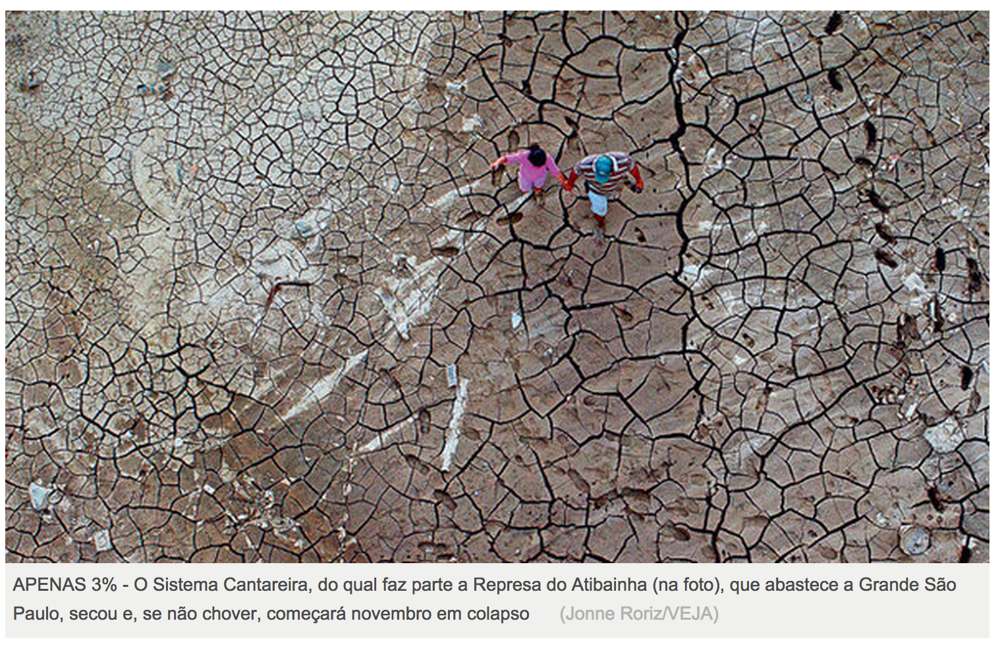 APENAS 3% - O Sistema Cantareira, do qual faz parte a Represa do Atibainha (na foto), que abastece a Grande São
Paulo, secou e, se não chover, começará novembro em colapso (Jonne Roriz/VEJA)